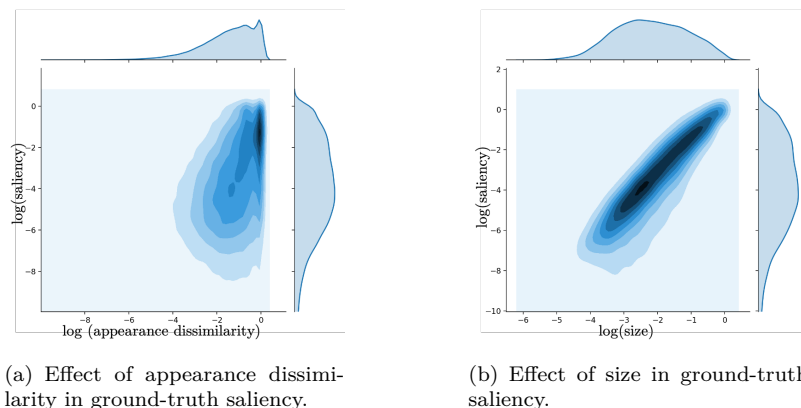 0
−2
−4
−6
−8
log(saliency)
−8 −4 −2 0
log (appearance dissimilarity)
(a) Effect of appearance dissimi-
larity in ground-truth saliency.
2
0
−2
−4
−6
−8
−10
log(saliency)
−6 −5 −4 −3 −2 −1 0
log(size)
(b) Effect of size in ground-truth
saliency.